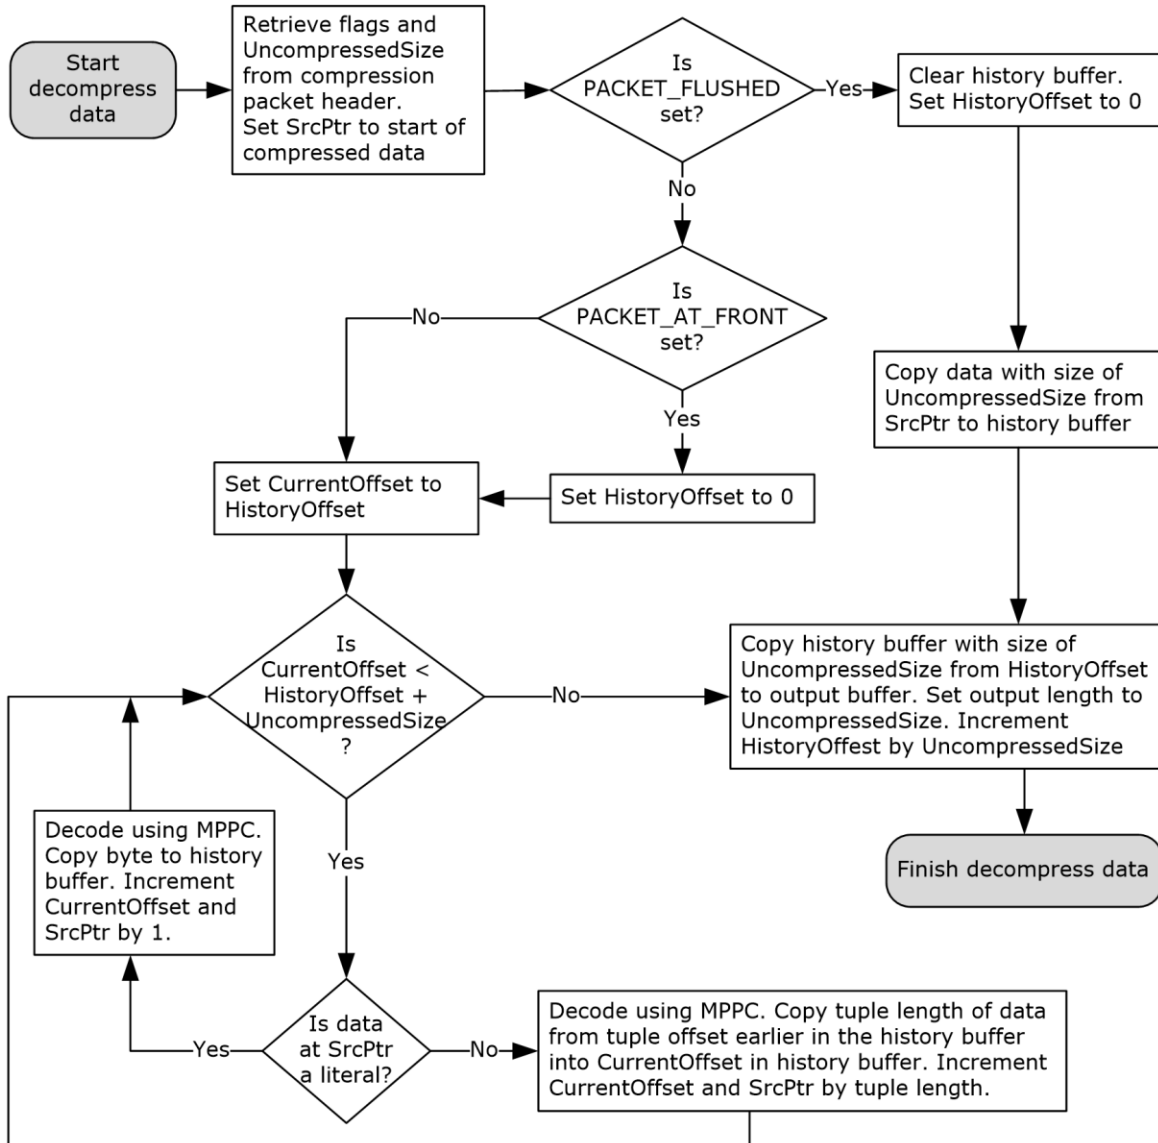 Start
decompress
data
Retrieve flags and
UncompressedSize
from compression
packet header.
Set SrcPtr to start of
compressed data
Is
PACKET_FLUSHED
set?
Yes
Clear history buffer.
Set HistoryOffset to 0
No
Is
PACKET_AT_FRONT
set?
No
Yes
Copy data with size of
UncompressedSize from
SrcPtr to history buffer
Set CurrentOffset to
HistoryOffset
Set HistoryOffset to 0
Is
CurrentOffset <
HistoryOffset +
UncompressedSize
?
No
Copy history buffer with size of
UncompressedSize from HistoryOffset
to output buffer. Set output length to
UncompressedSize. Increment
HistoryOffest by UncompressedSize
Yes
Decode using MPPC.
Copy byte to history
buffer. Increment
CurrentOffset and
SrcPtr by 1.
Finish decompress data
Is data
at SrcPtr
a literal?
Yes
No
Decode using MPPC. Copy tuple length of data
from tuple offset earlier in the history buffer
into CurrentOffset in history buffer. Increment
CurrentOffset and SrcPtr by tuple length.